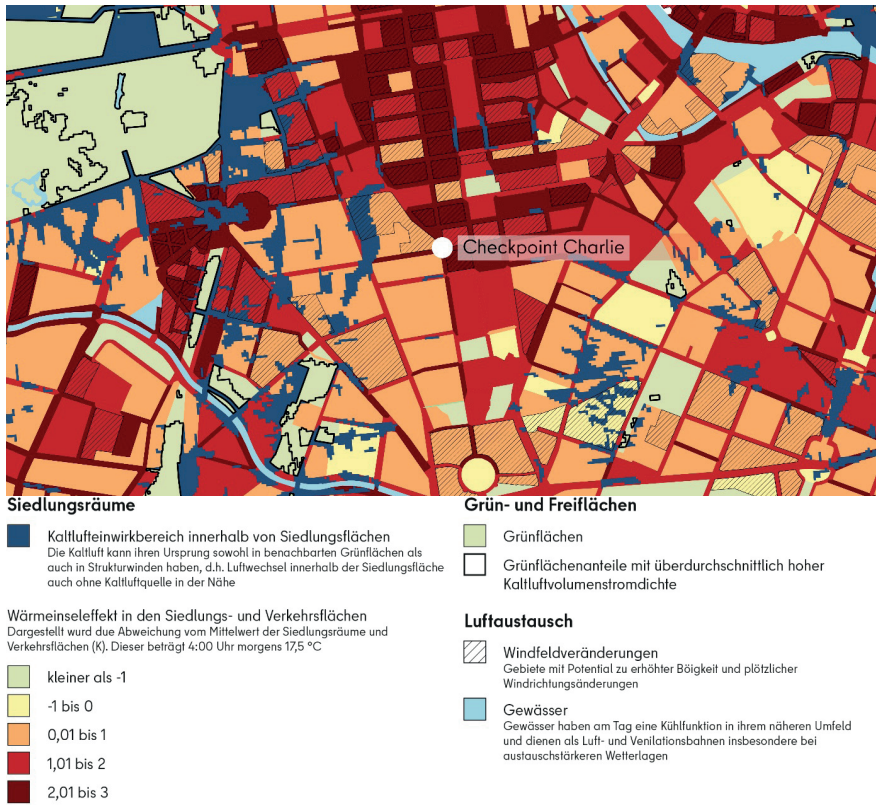 Checkpoint Charlie
Siedlungsräume
Kaltlufteinwirkbereich innerhalb von Siedlungsflächen
Die Kaltluft kann ihren Ursprung sowohl in benachbarten Grünflächen als
auch in Strukturwinden haben, d.h. Luftwechsel innerhalb der Siedlungsfläche
auch ohne Kaltluftquelle in der Nähe
Wärmeinseleffekt in den Siedlungs- und Verkehrsflächen
Dargestellt wurd due Abweichung vom Mittelwert der Siedlungsräume und
Verkehrsflächen (K). Dieser beträgt 4:00 Uhr morgens 17,5 °C
kleiner als -1
-1 bis 0
0,01 bis 1
1,01 bis 2
2,01 bis 3
Grün- und Freiflächen
Grünflächen
Grünflächenanteile mit überdurchschnittlich hoher
Kaltluftvolumenstromdichte
Luftaustausch
Windfeldveränderungen
Gebiete mit Potential zu erhöhter Böigkeit und plötzlicher
Windrichtungsänderungen
Gewässer
Gewässer haben am Tag eine Kühlfunktion in ihrem näheren Umfeld
und dienen als Luft- und Venilationsbahnen insbesondere bei
austauschstärkeren Wetterlagen